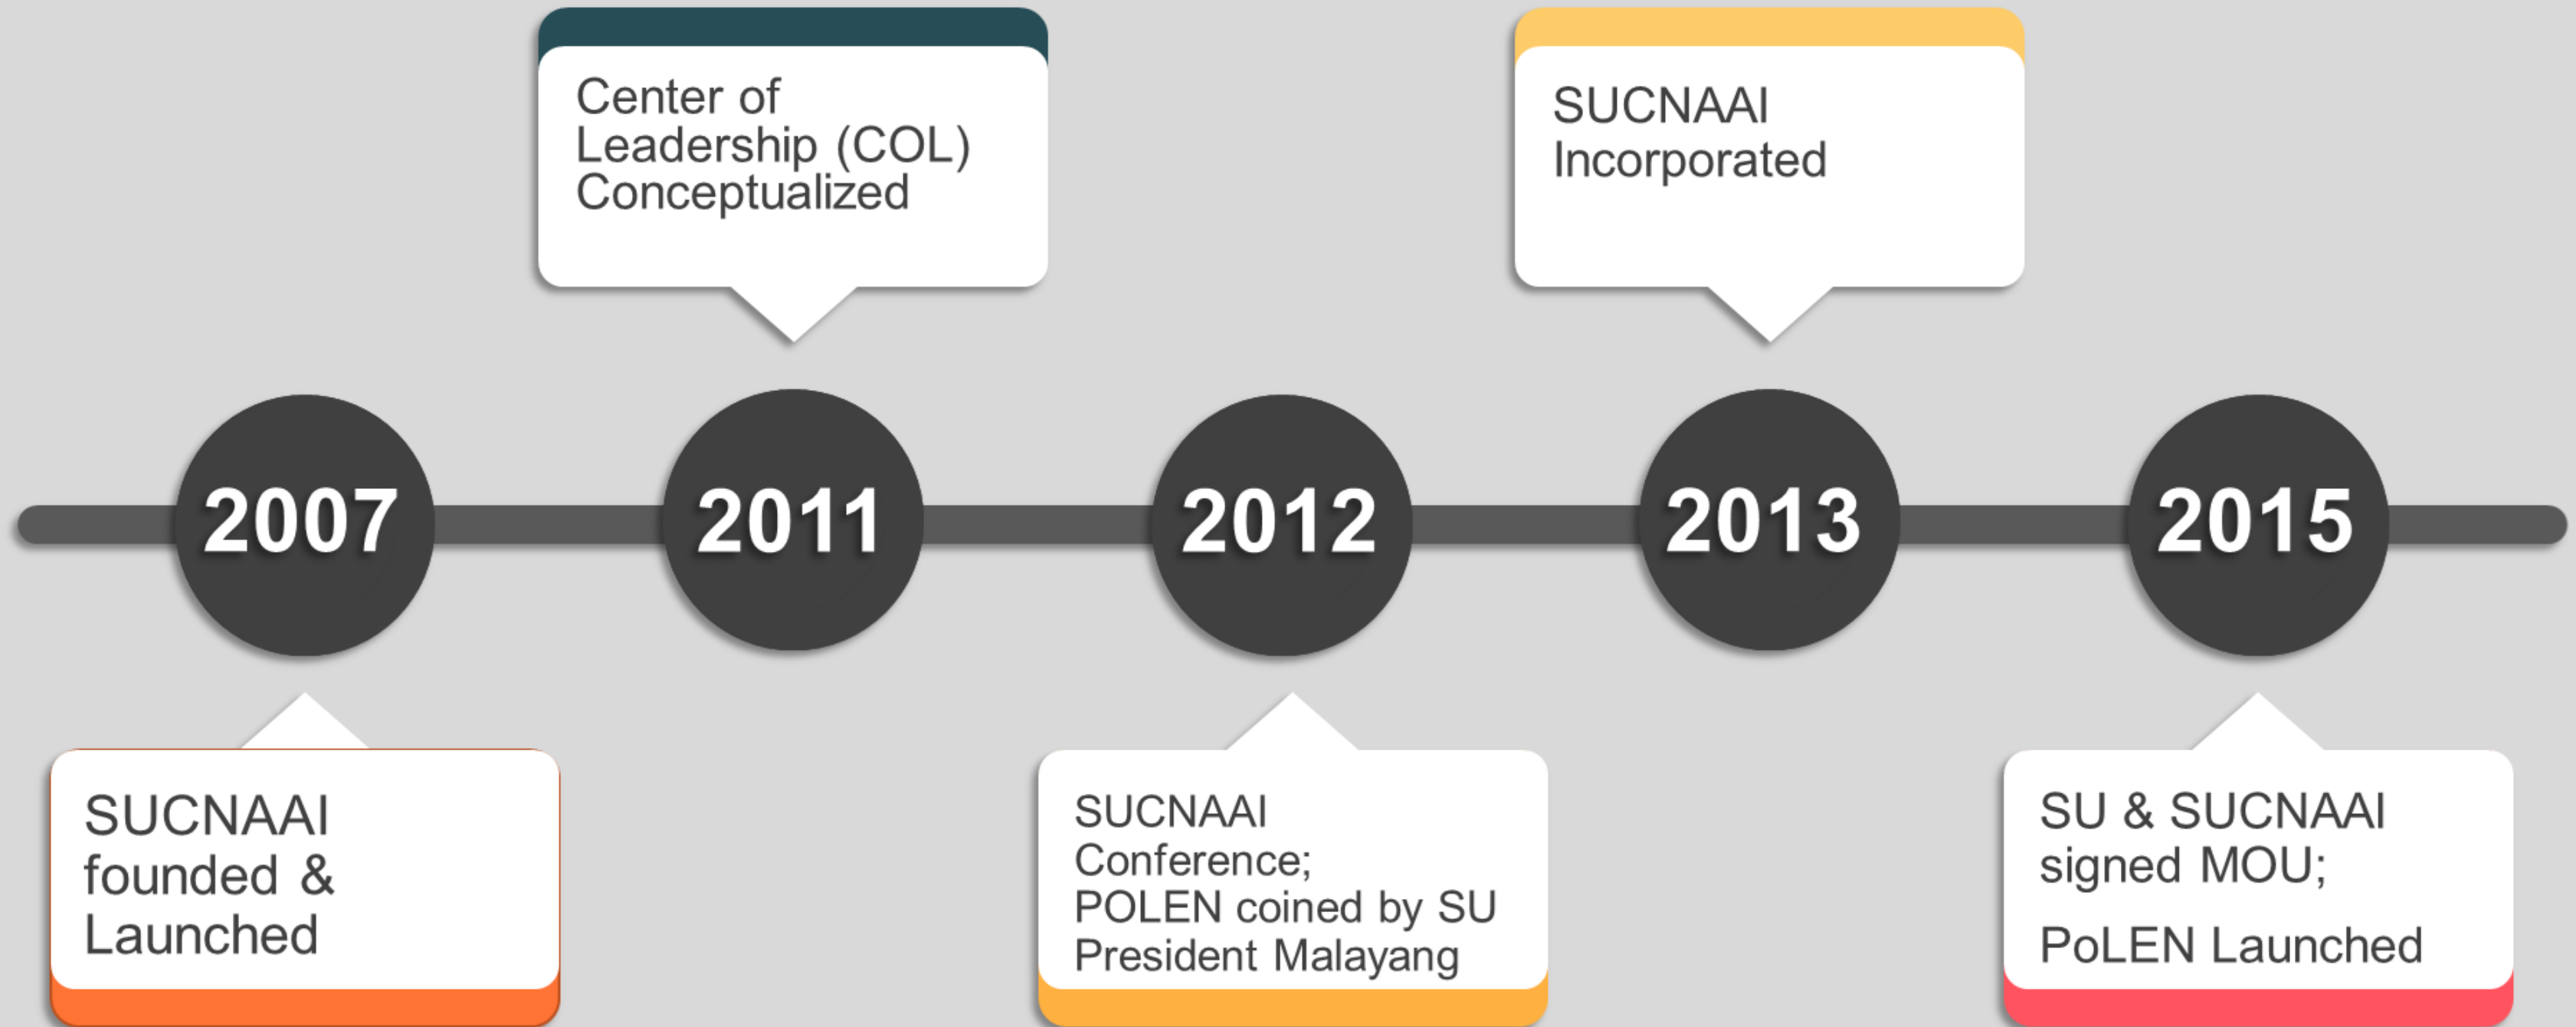 Center of
Leadership (COL)
Conceptualized
SUCNAAI
Incorporated
2007
2011
2012
2013
2015
SUCNAAI
founded &
Launched
SUCNAAI
Conference;
POLEN coined by SU
President Malayang
SU & SUCNAAI
signed MOU;
PoLEN Launched